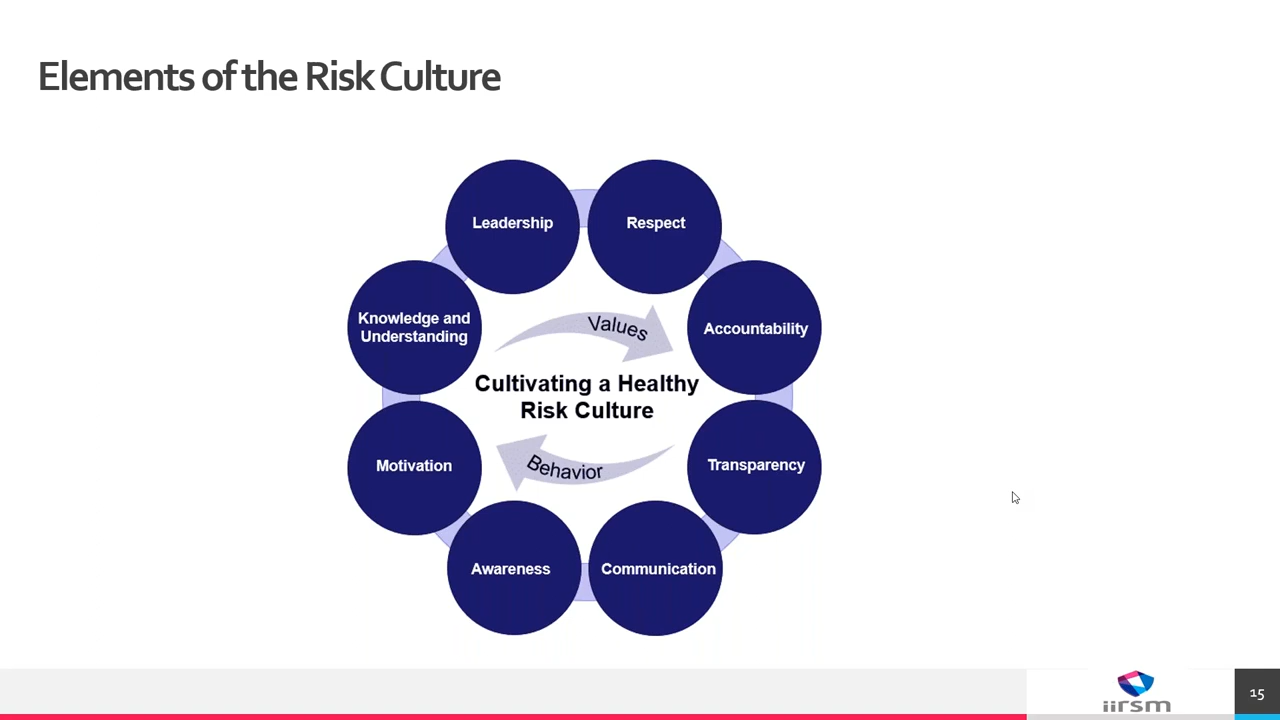 Elements of the Risk Culture
Leadership
Respect
Knowledge and
Understanding
Values
Accountability
Cultivating a Healthy
Risk Culture
Motivation
Behavior
Transparency
Awareness
Communication
iirsm
15